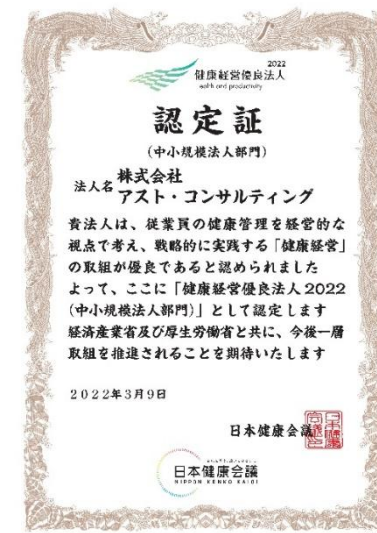 2022
健康経営優良法人
Health and productivity
認定証
(中小規模法人部門)
法人名
株式会社
アスト・コンサルティング
貴法人は、従業員の健康管理を経営的な
視点で考え、戦略的に実践する「健康経営」
の取組が優良であると認められました
よって、ここに「健康経営優良法人2022
(中小規模法人部門)」として認定します
経済産業省及び厚生労働省と共に、今後一層
取組を推進されることを期待いたします
2022年3月9日
日本健康会議
日本健康会議
NIPPON KENKO KAIGI